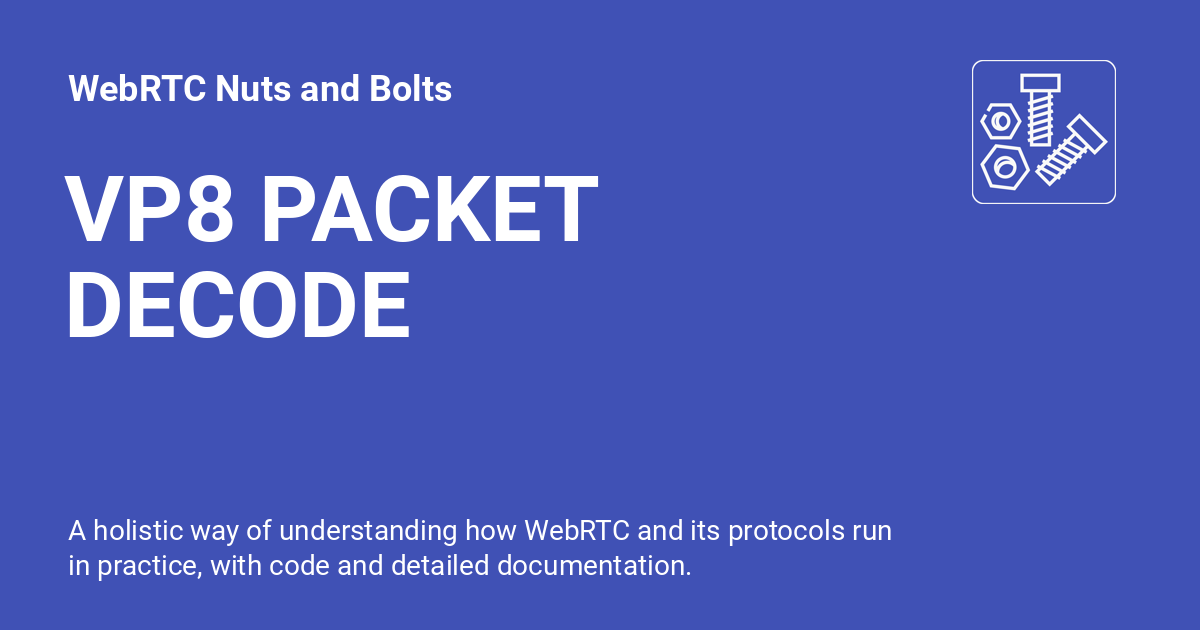 WebRTC Nuts and Bolts
VP8 PACKET
DECODE
A holistic way of understanding how WebRTC and its protocols run
in practice, with code and detailed documentation.